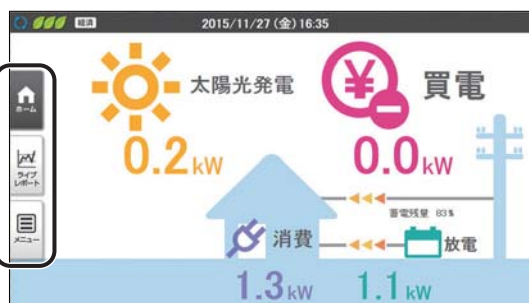 経済 2015/11/27 (金) 16:35
太陽光発電 買電
0.2kW 0.0kW
ホーム
ライブ
レポート
メニュー
蓄電残量 83%
消費 放電
1.3kW 1.1kW